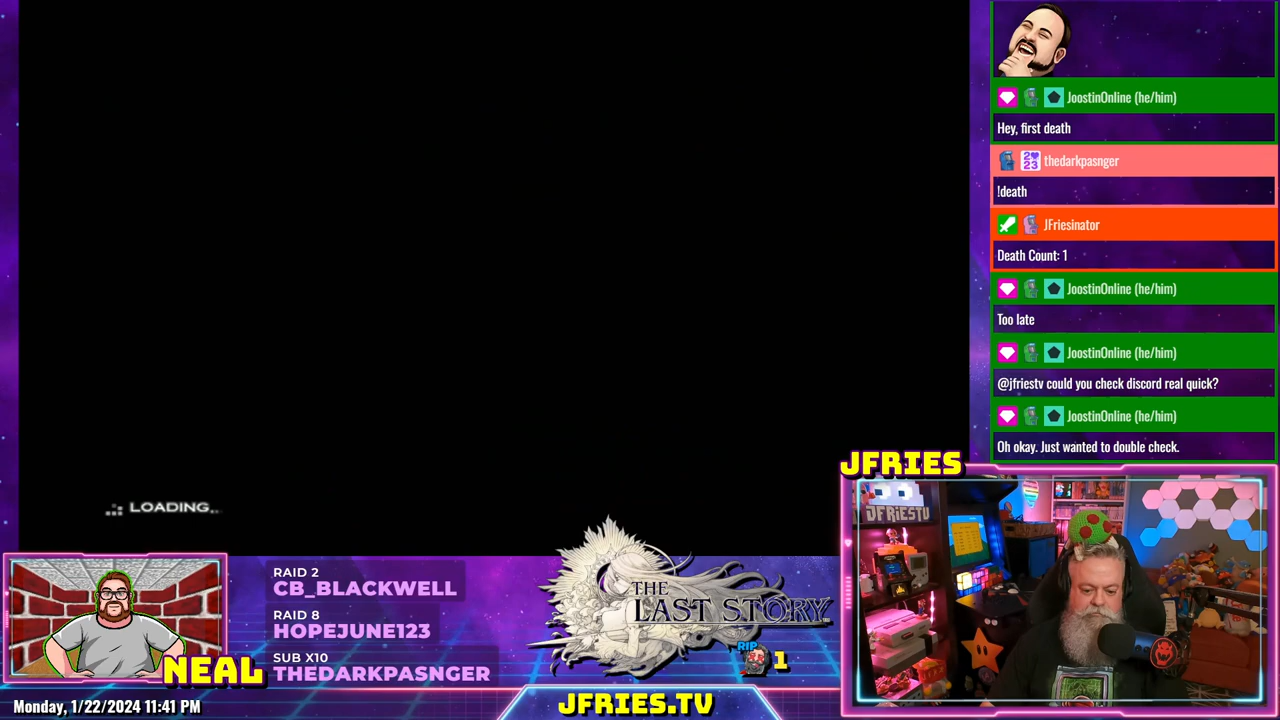 JoostinOnline (he/him)
Hey, first death
thedarkpasnger
!death
JFriesinator
Death Count: 1
JoostinOnline (he/him)
Too late
JoostinOnline (he/him)
@jfriestv could you check discord real quick?
JoostinOnline (he/him)
Oh okay. Just wanted to double check.
LOADING...
JFRIES
JFRIESTV
NEAL
RAID 2
CB_BLACKWELL
RAID 8
HOPEJUNE123
SUB X10
THEDARKPASNGER
THE
LAST STORY
RIP
1
JFRIES.TV
Monday, 1/22/2024 11:41 PM